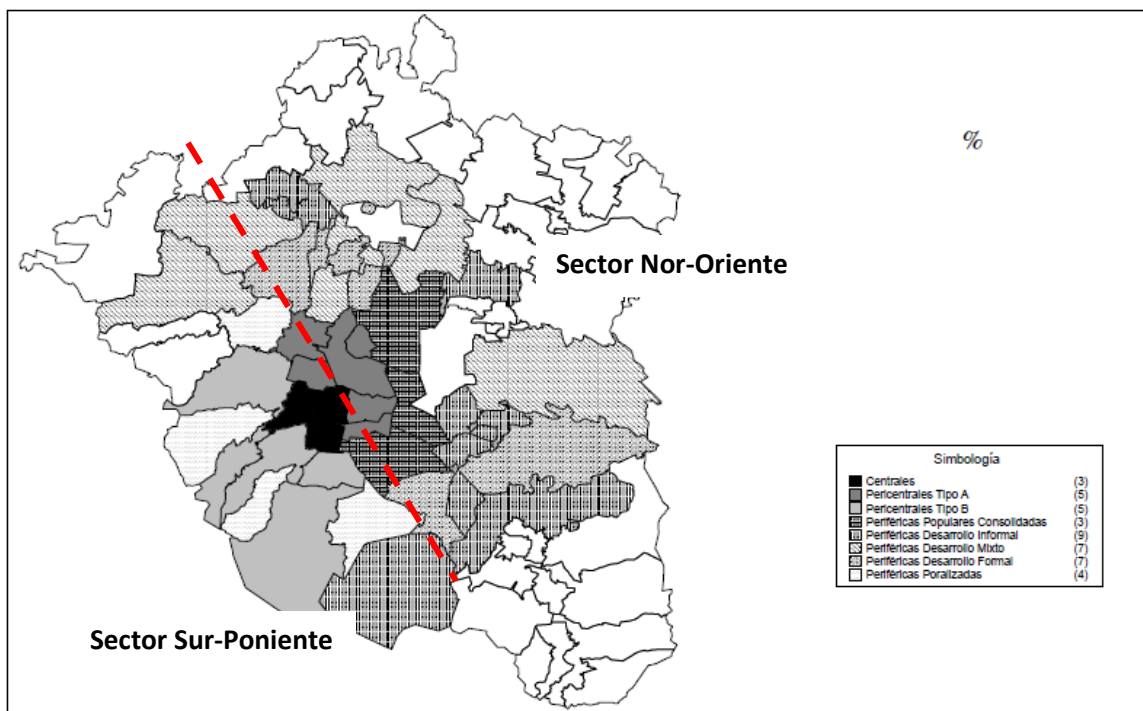 %
Sector Nor-Oriente
Simbología
Centrales (3)
Pericentrales Tipo A (5)
Pericentrales Tipo B (5)
Periféricas Populares Consolidadas (3)
Periféricas Desarrollo Informal (9)
Periféricas Desarrollo Mixto (7)
Periféricas Desarrollo Formal (7)
Periféricas Poralizadas (4)
Sector Sur-Poniente